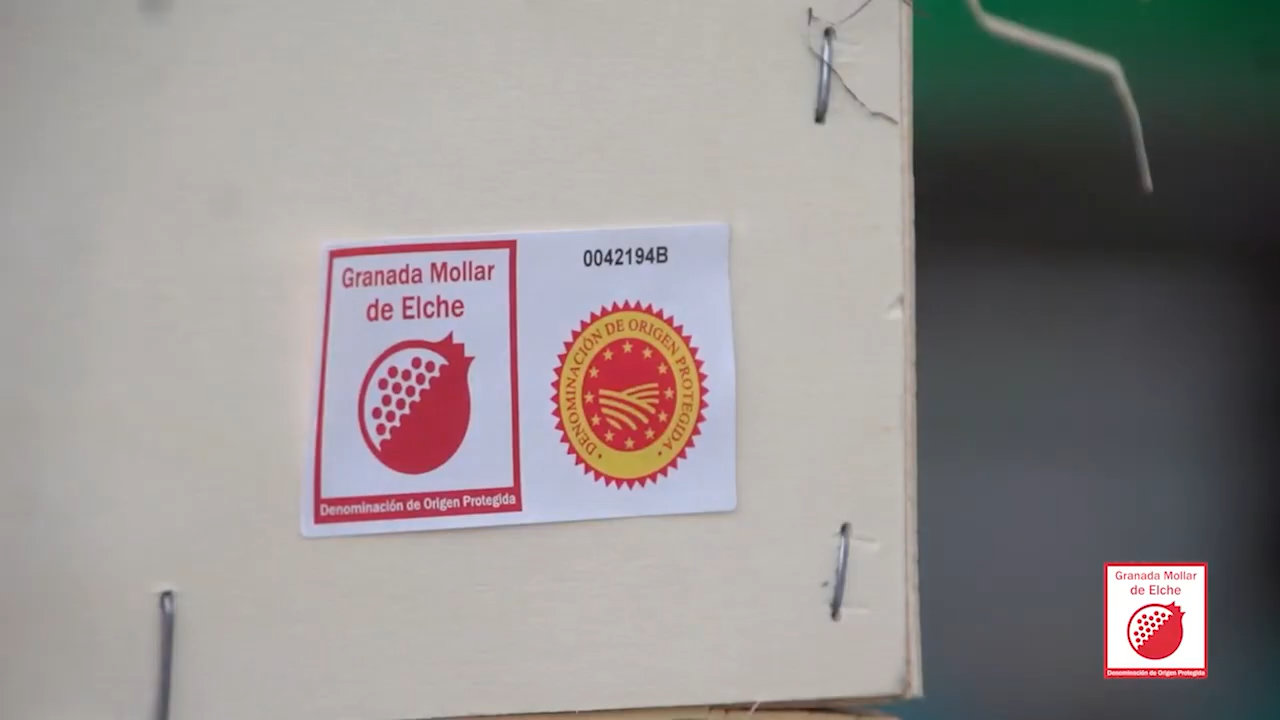 Granada Mollar
de Elche
Denominación de Origen Protegida
0042194B
DENOMINACIÓN DE ORIGEN PROTEGIDA
Granada Mollar
de Elche
Denominación de Origen Protegida